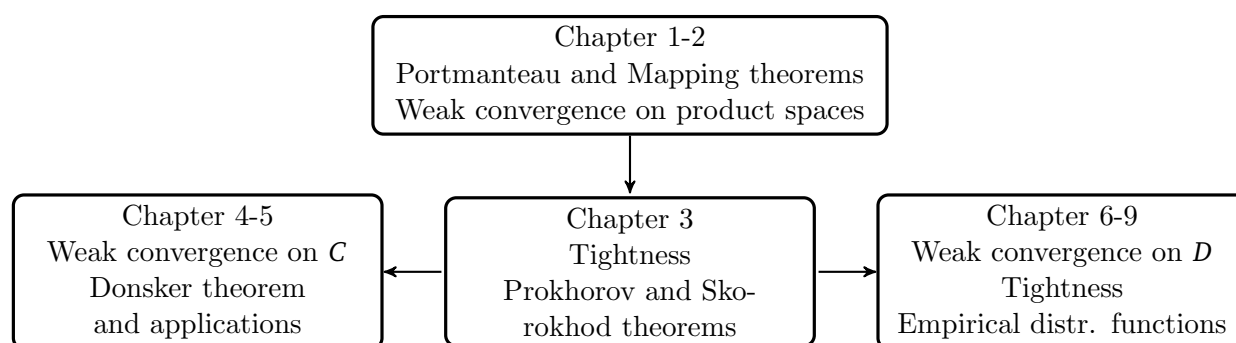 Chapter 1-2
Portmanteau and Mapping theorems
Weak convergence on product spaces
Chapter 4-5
Weak convergence on C
Donsker theorem
and applications
Chapter 3
Tightness
Prokhorov and Sko-
rokhod theorems
Chapter 6-9
Weak convergence on D
Tightness
Empirical distr. functions